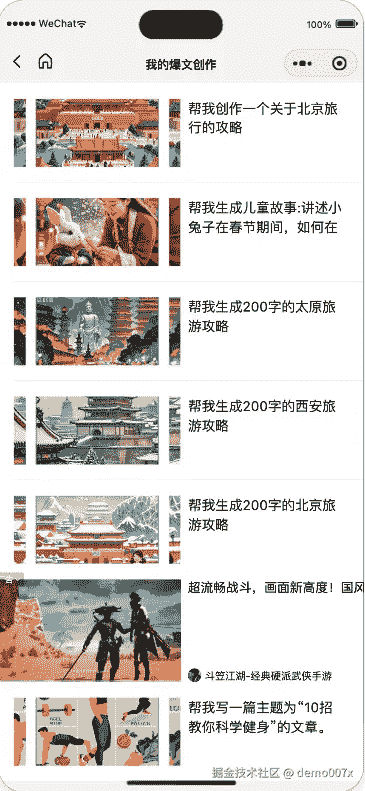 WeChat
100%
我的爆文创作
帮我创作一个关于北京旅
行的攻略
帮我生成儿童故事:讲述小
兔子在春节期间，如何在
帮我生成200字的太原旅
游攻略
帮我生成200字的西安旅
游攻略
帮我生成200字的北京旅
游攻略
超流畅战斗，画面新高度！国风
斗笠江湖-经典硬派武侠手游
帮我写一篇主题为“10招
教你科学健身”的文章。
掘金技术社区 @ demo007x